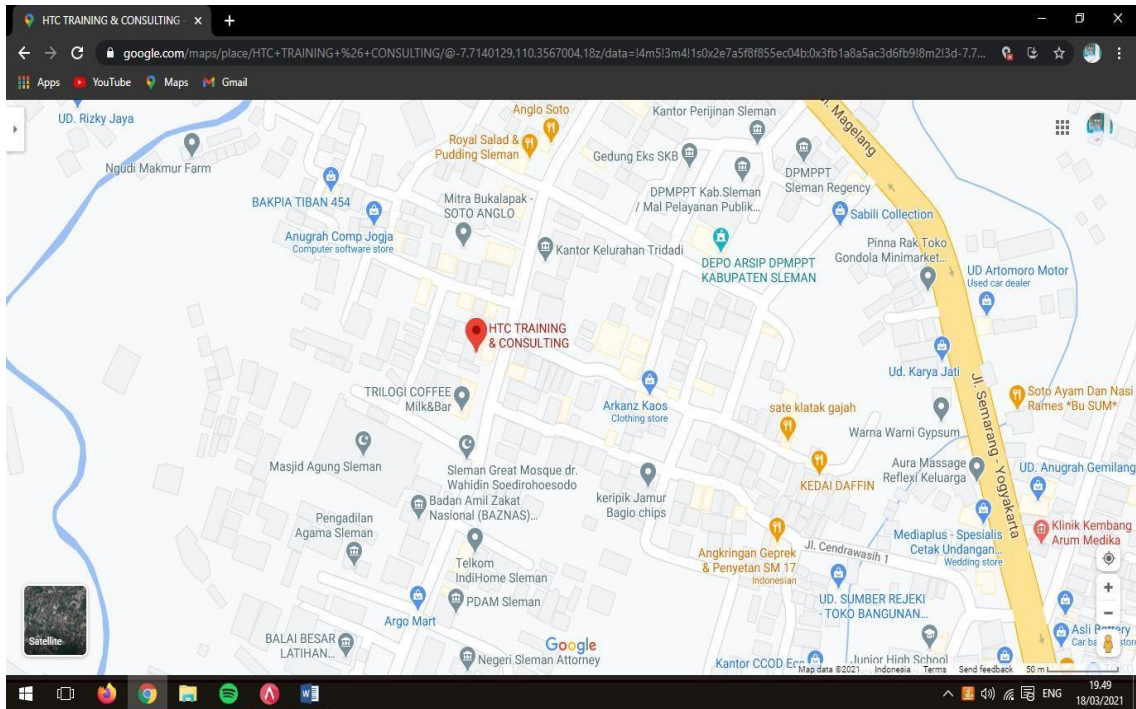 HTC TRAINING & CONSULTING -
google.com/maps/place/HTC+TRAINING+%26+CONSULTING/@-7.7140129,110.3567004,18z/data=!4m5!3m4!1s0x2e7a5f8f855ec04b:0x3fb1a8a5ac3d6fb9!8m2!3d-7.7...
Apps
YouTube
Maps
Gmail
UD. Rizky Jaya
Ngudi Makmur Farm
Anglo Soto
Royal Salad &
Pudding Sleman
Kantor Perijinan Sleman
Gedung Eks SKB
Magelang
DPMPPT
Sleman Regency
DPMPPT Kab.Sleman
/ Mal Pelayanan Publik...
BAKPIA TIBAN 454
Mitra Bukalapak -
SOTO ANGLO
Sabili Collection
Anugrah Comp Jogja
Computer software store
Kantor Kelurahan Tridadi
DEPO ARSIP DPMPPT
KABUPATEN SLEMAN
Pinna Rak Toko
Gondola Minimarket...
UD Artomoro Motor
Used car dealer
HTC TRAINING
& CONSULTING
Ud. Karya Jati
TRILOGI COFFEE
Milk&Bar
Arkanz Kaos
Clothing store
sate klatak gajah
Jl. Semarang - Yogyakarta
Soto Ayam Dan Nasi
Rames *Bu SUM*
Warna Warni Gypsum
Masjid Agung Sleman
Sleman Great Mosque dr.
Wahidin Soedirohoesodo
KEDAI DAFFIN
Aura Massage
Reflexi Keluarga
UD. Anugrah Gemilang
Badan Amil Zakat
Nasional (BAZNAS)...
keripik Jamur
Bagio chips
Pengadilan
Agama Sleman
Mediaplus - Spesialis
Cetak Undangan...
Wedding store
Klinik Kembang
Arum Medika
Jl. Cendrawasih 1
Telkom
IndiHome Sleman
Angkringan Geprek
& Penyetan SM 17
Indonesian
PDAM Sleman
Argo Mart
UD. SUMBER REJEKI
- TOKO BANGUNAN...
Satellite
BALAI BESAR
LATIHAN...
Google
Negeri Sleman Attorney
Kantor CCOD
Junior High School
Asli
Map data ©2021
Indonesia
Terms
Send feedback
50 m
ENG
19.49
18/03/2021